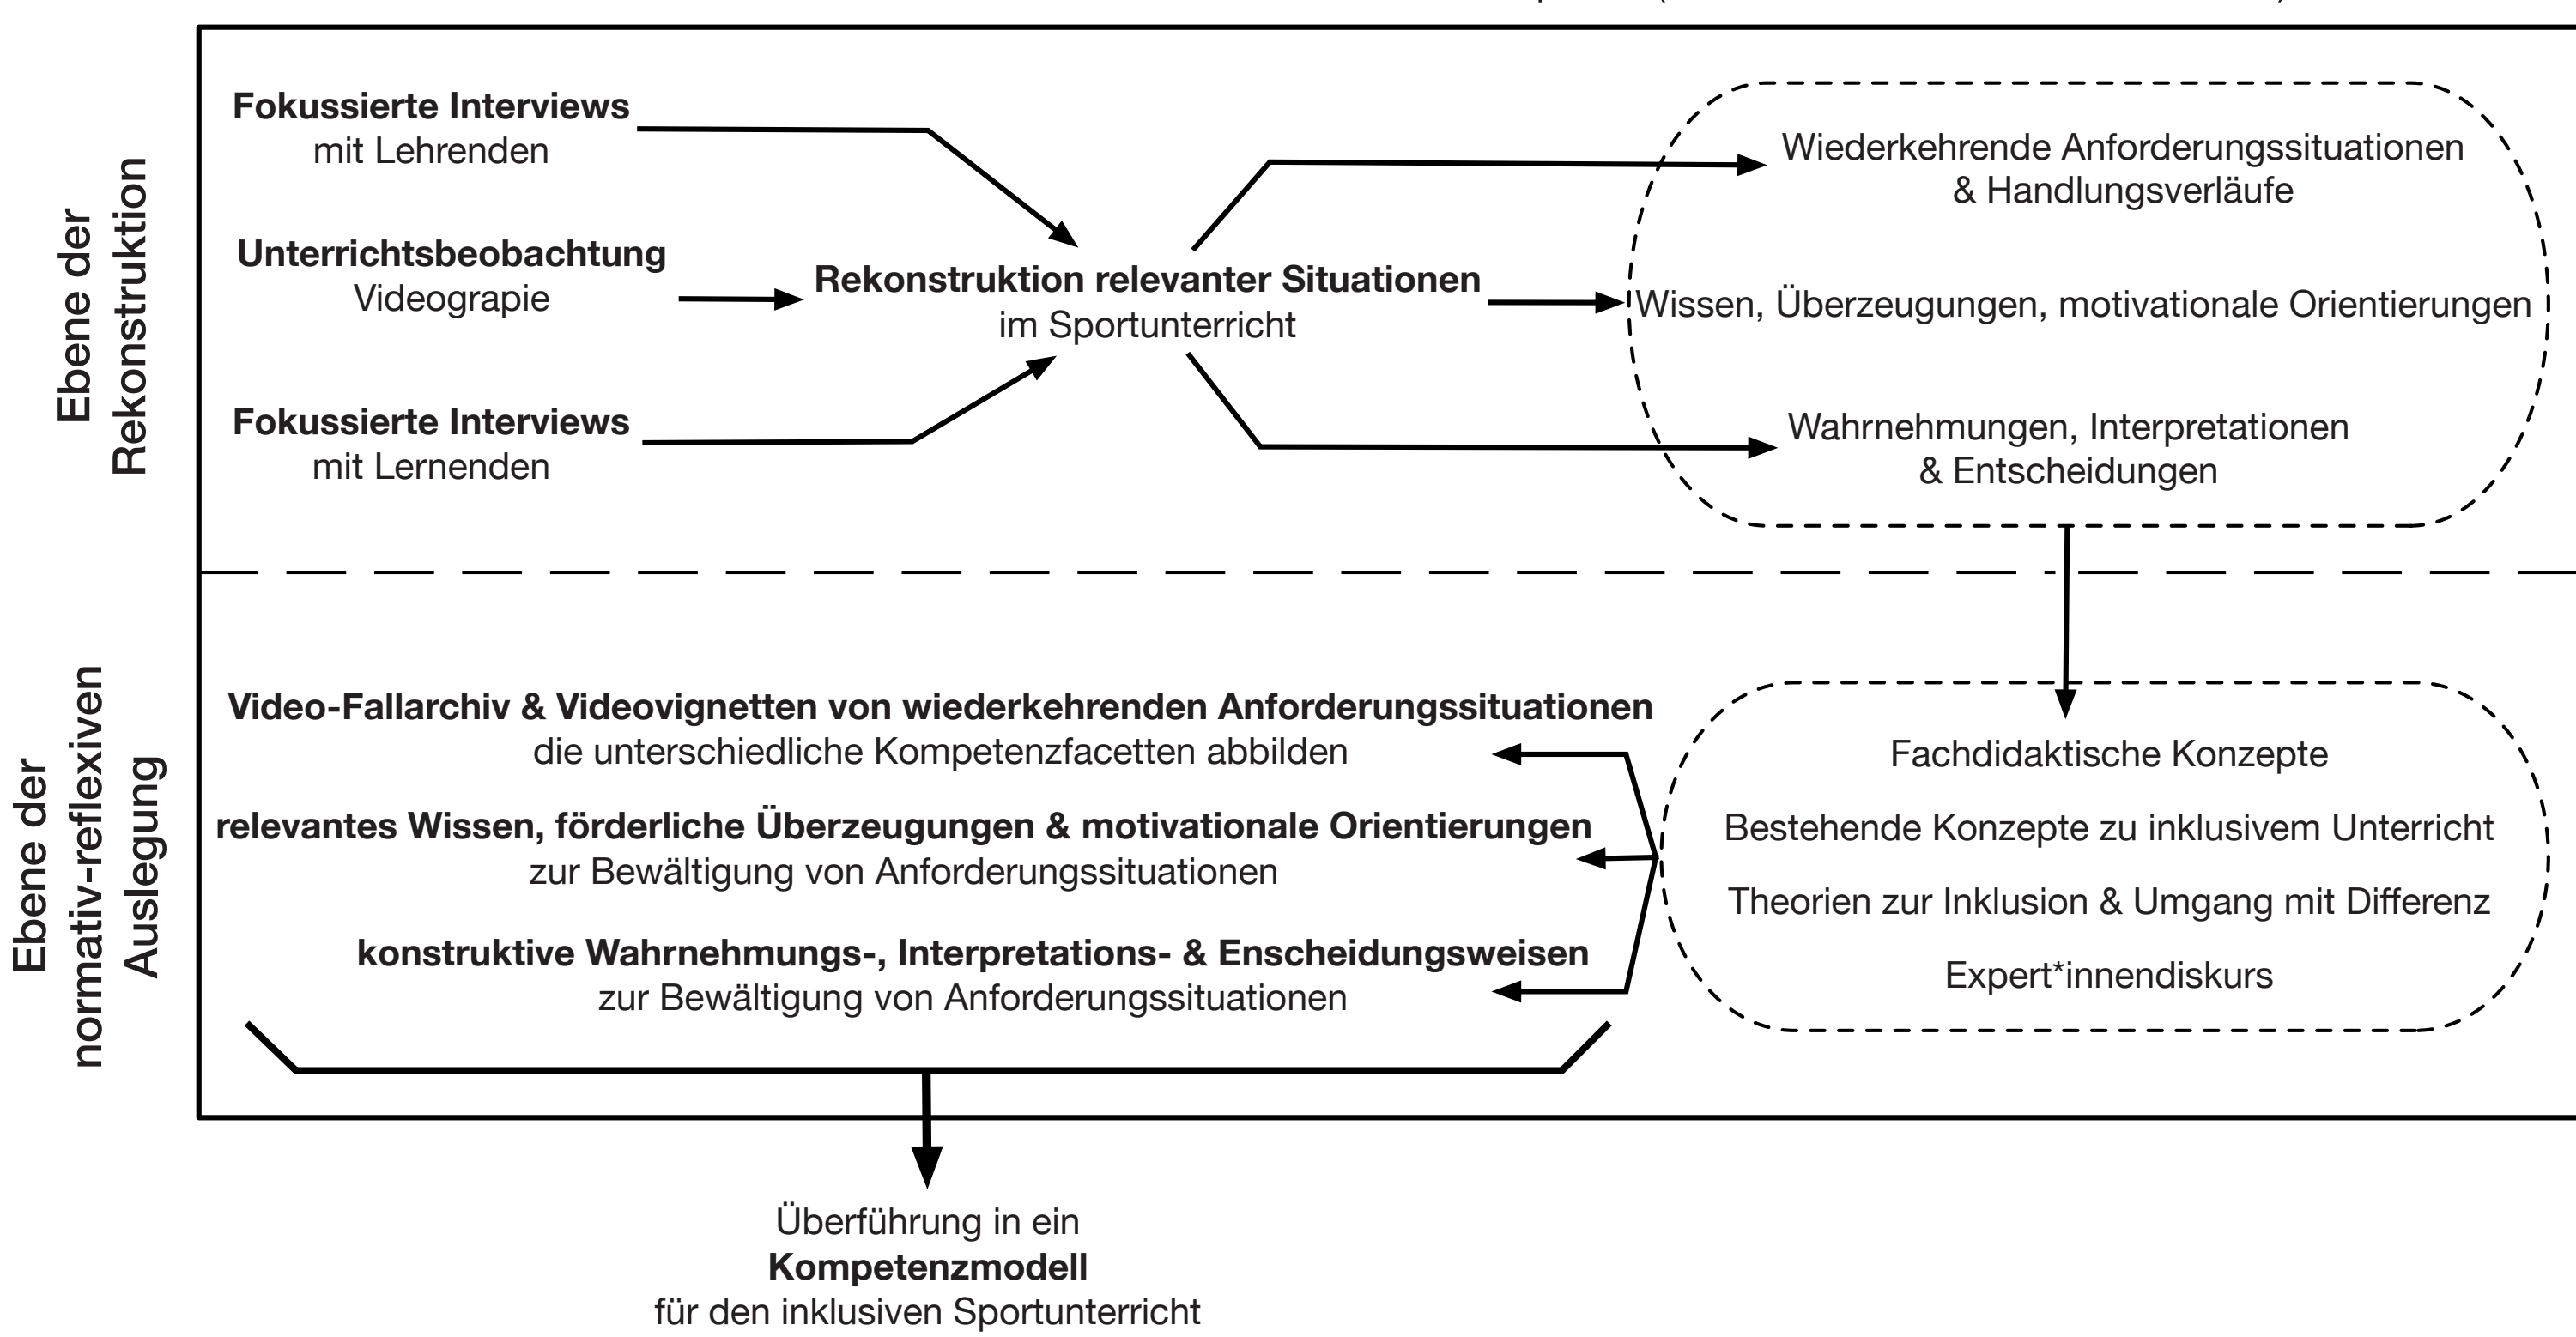 Ebene der
Rekonstruktion
Fokussierte Interviews
mit Lehrenden
Unterrichtsbeobachtung
Videograpie
Fokussierte Interviews
mit Lernenden
Rekonstruktion relevanter Situationen
im Sportunterricht
Wiederkehrende Anforderungssituationen
& Handlungsverläufe
Wissen, Überzeugungen, motivationale Orientierungen
Wahrnehmungen, Interpretationen
& Entscheidungen
Ebene der
normativ-reflexiven
Auslegung
Video-Fallarchiv & Videovignetten von wiederkehrenden Anforderungssituationen
die unterschiedliche Kompetenzfacetten abbilden
relevantes Wissen, förderliche Überzeugungen & motivationale Orientierungen
zur Bewältigung von Anforderungssituationen
konstruktive Wahrnehmungs-, Interpretations- & Enscheidungsweisen
zur Bewältigung von Anforderungssituationen
Fachdidaktische Konzepte
Bestehende Konzepte zu inklusivem Unterricht
Theorien zur Inklusion & Umgang mit Differenz
Expert*innendiskurs
Überführung in ein
Kompetenzmodell
für den inklusiven Sportunterricht